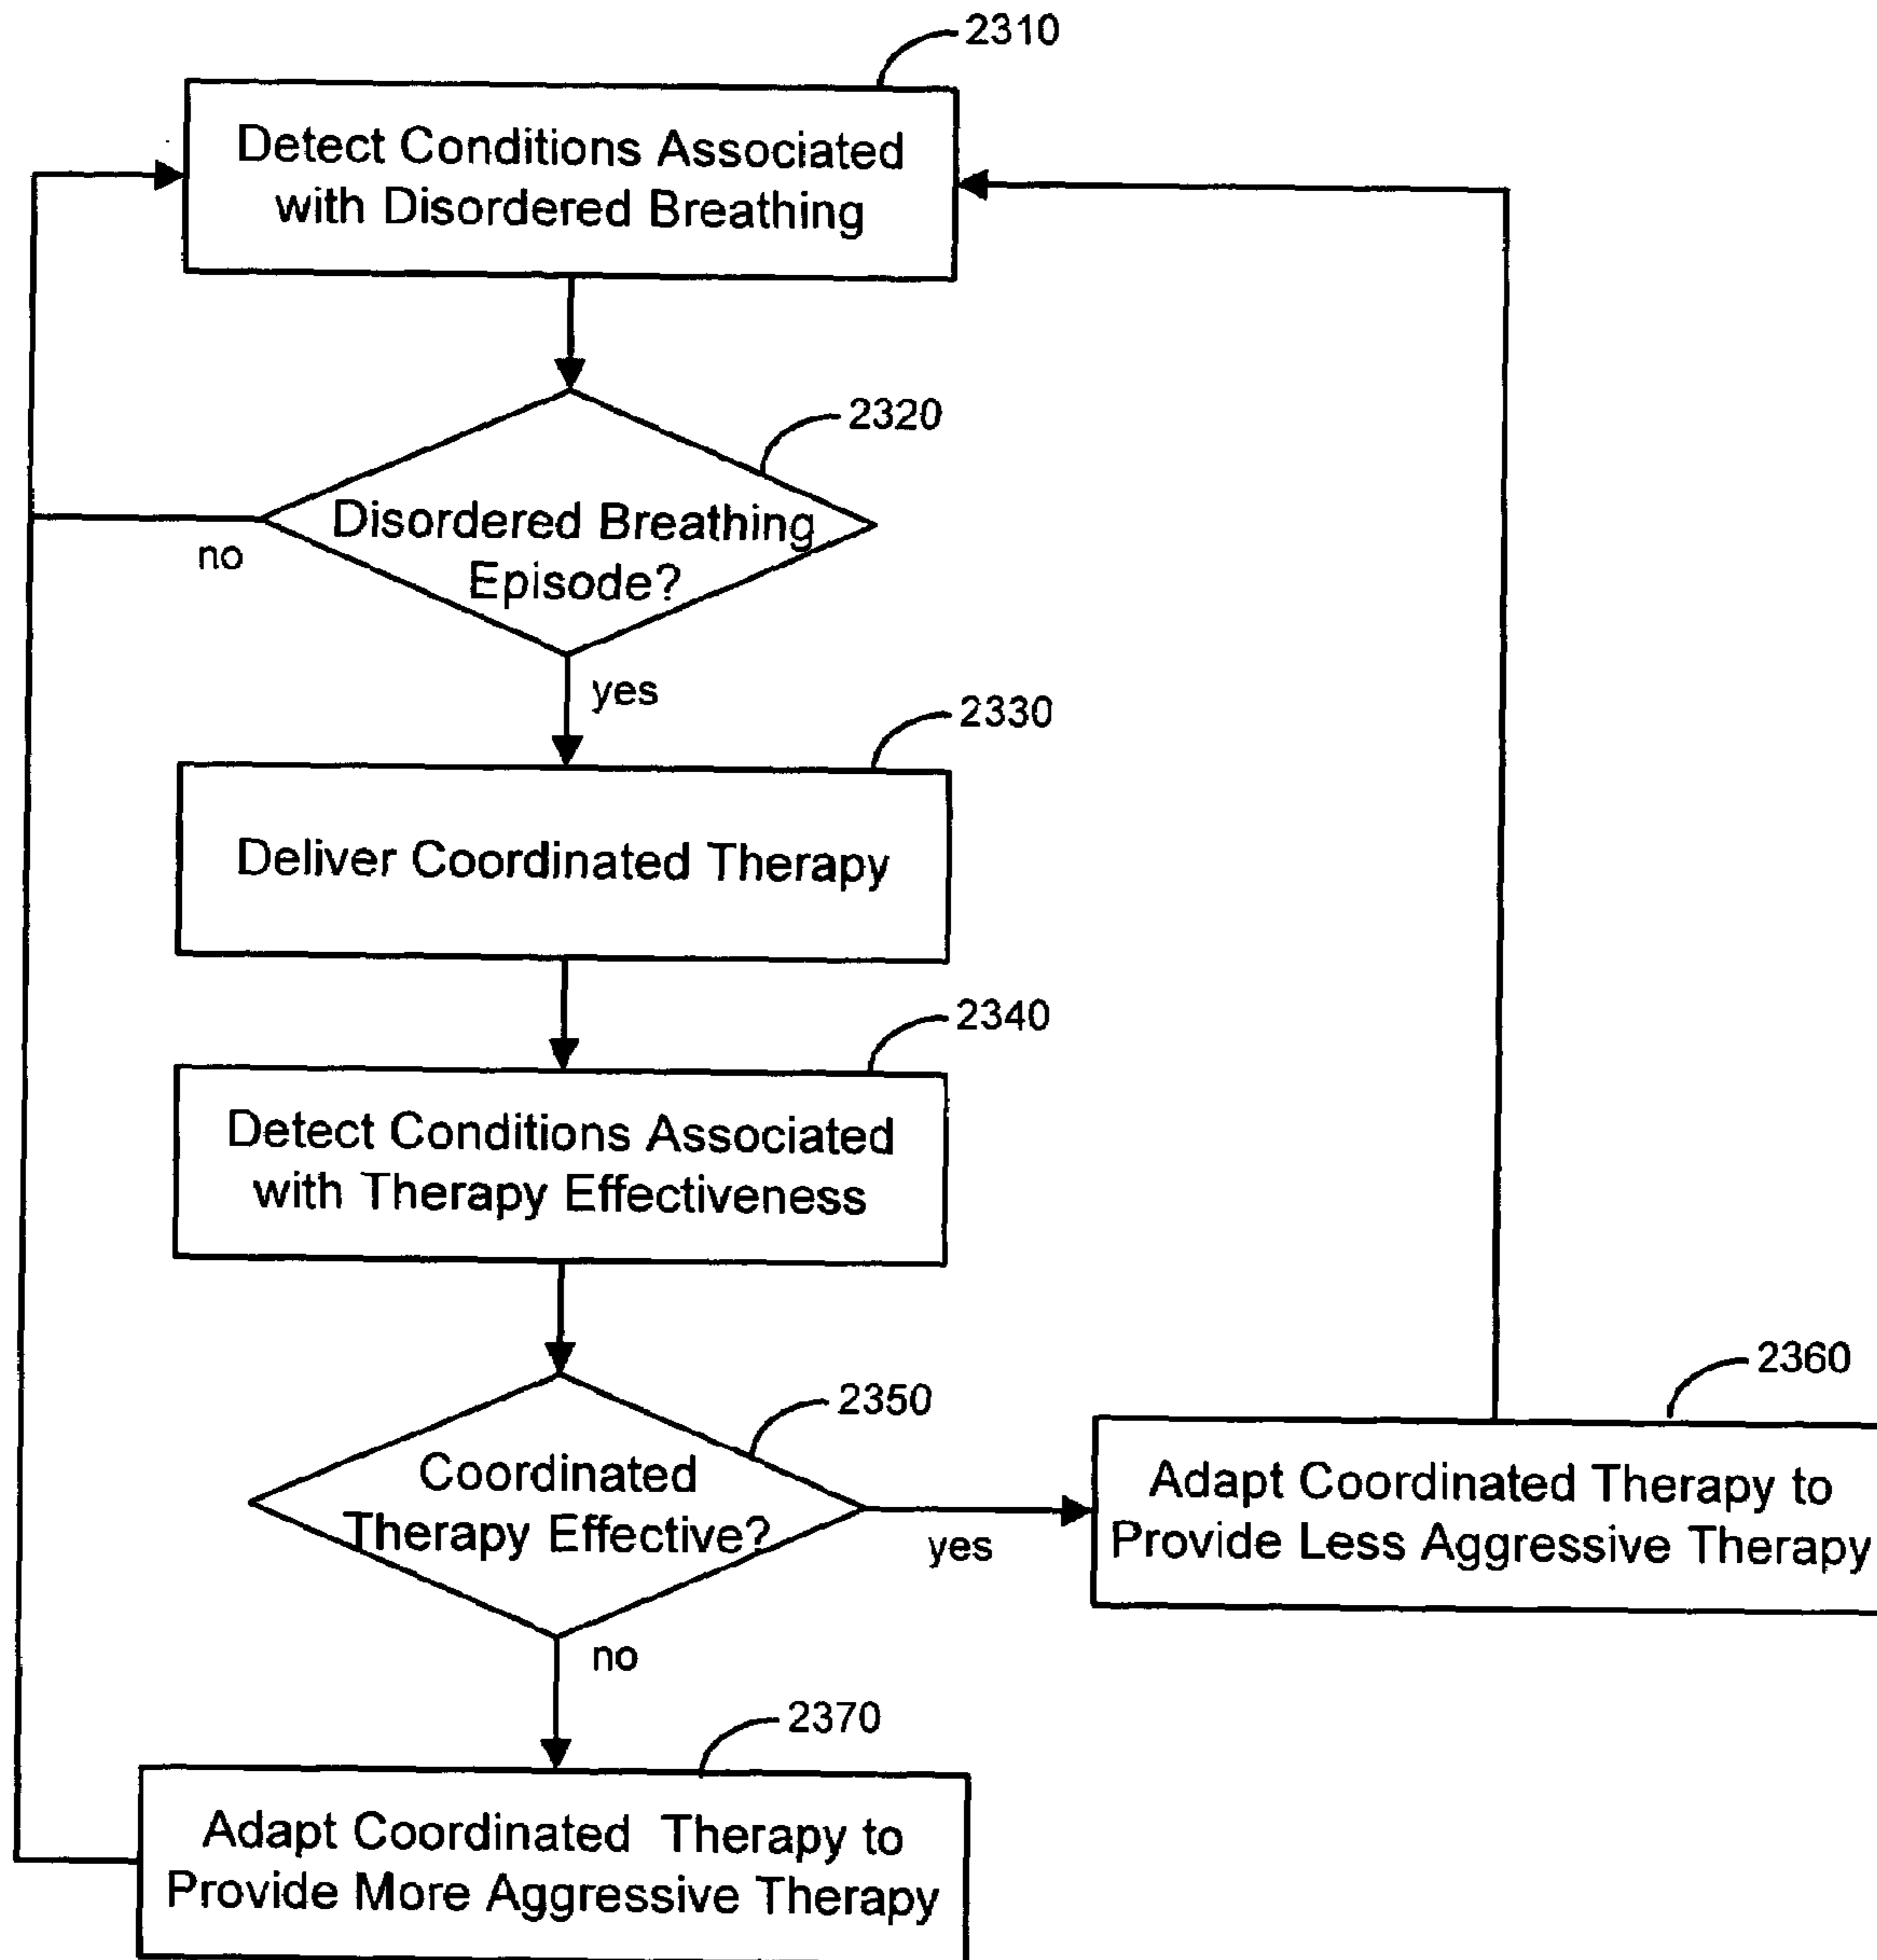 2310
Detect Conditions Associated
with Disordered Breathing
2320
Disordered Breathing
Episode?
no
yes
2330
Deliver Coordinated Therapy
2340
Detect Conditions Associated
with Therapy Effectiveness
2350
Coordinated
Therapy Effective?
yes
2360
Adapt Coordinated Therapy to
Provide Less Aggressive Therapy
no
2370
Adapt Coordinated Therapy to
Provide More Aggressive Therapy